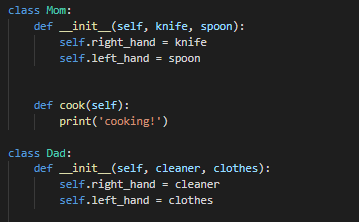 class Mom:
    def __init__(self, knife, spoon):
        self.right_hand = knife
        self.left_hand = spoon
    def cook(self):
        print('cooking!')
class Dad:
    def __init__(self, cleaner, clothes):
        self.right_hand = cleaner
        self.left_hand = clothes